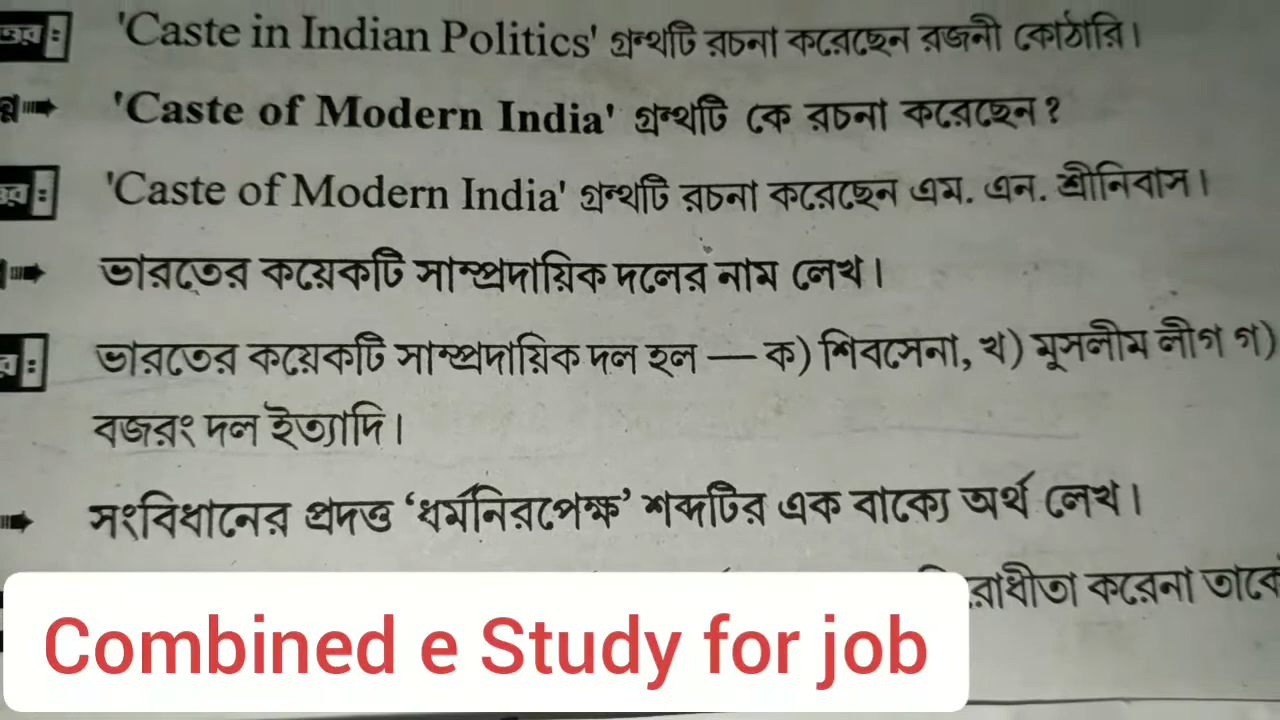 'Caste in Indian Politics' গ্রন্থটি রচনা করেছেন রজনী কোঠারি।
'Caste of Modern India' গ্রন্থটি কে রচনা করেছেন ?
'Caste of Modern India' গ্রন্থটি রচনা করেছেন এম. এন. শ্রীনিবাস।
ভারতের কয়েকটি সাম্প্রদায়িক দলের নাম লেখ।
ভারতের কয়েকটি সাম্প্রদায়িক দল হল — ক) শিবসেনা, খ) মুসলীম লীগ গ)
বজরং দল ইত্যাদি।
সংবিধানের প্রদত্ত ‘ধর্মনিরপেক্ষ’ শব্দটির এক বাক্যে অর্থ লেখ।
করেনা
Combined e Study for job